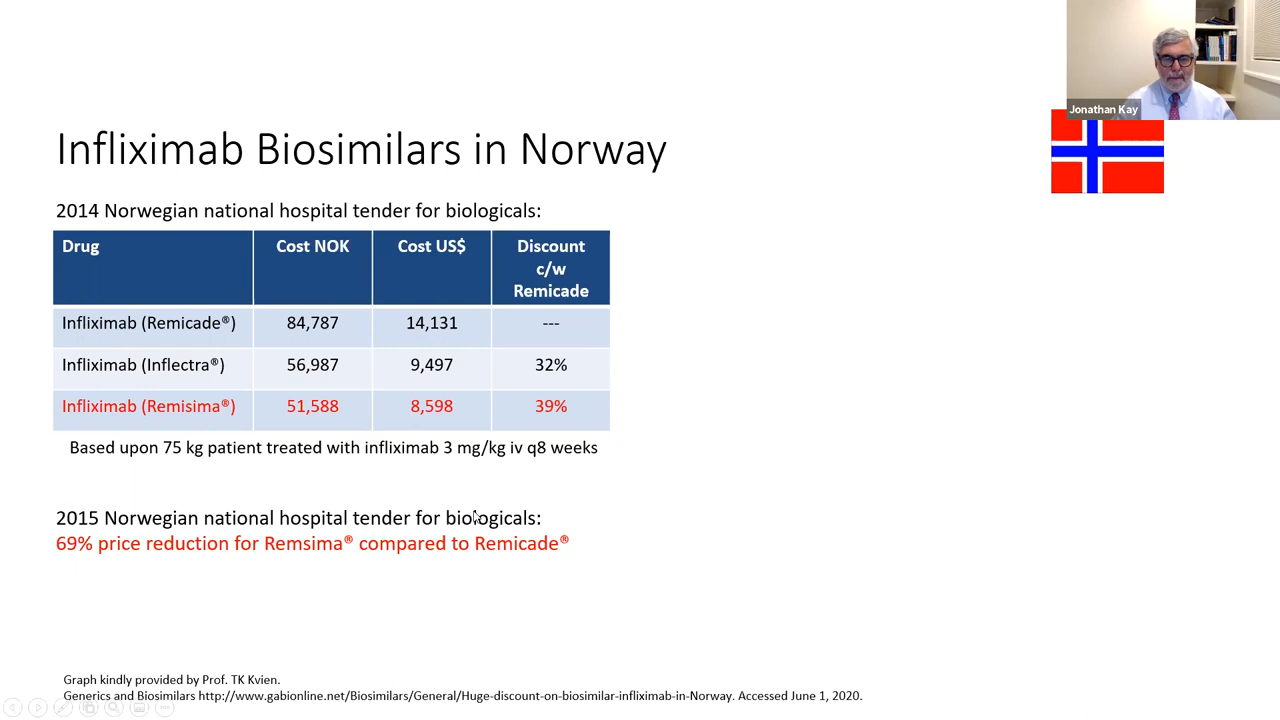 Jonathan Kay
Infliximab Biosimilars in Norway
2014 Norwegian national hospital tender for biologicals:
Drug Cost NOK Cost US$ Discount
c/w
Remicade
Infliximab (Remicade®) 84,787 14,131 ---
Infliximab (Inflectra®) 56,987 9,497 32%
Infliximab (Remisima®) 51,588 8,598 39%
Based upon 75 kg patient treated with infliximab 3 mg/kg iv q8 weeks
2015 Norwegian national hospital tender for biologicals:
69% price reduction for Remsima® compared to Remicade®
Graph kindly provided by Prof. TK Kvien.
Generics and Biosimilars http://www.gabionline.net/Biosimilars/General/Huge-discount-on-biosimilar-infliximab-in-Norway. Accessed June 1, 2020.